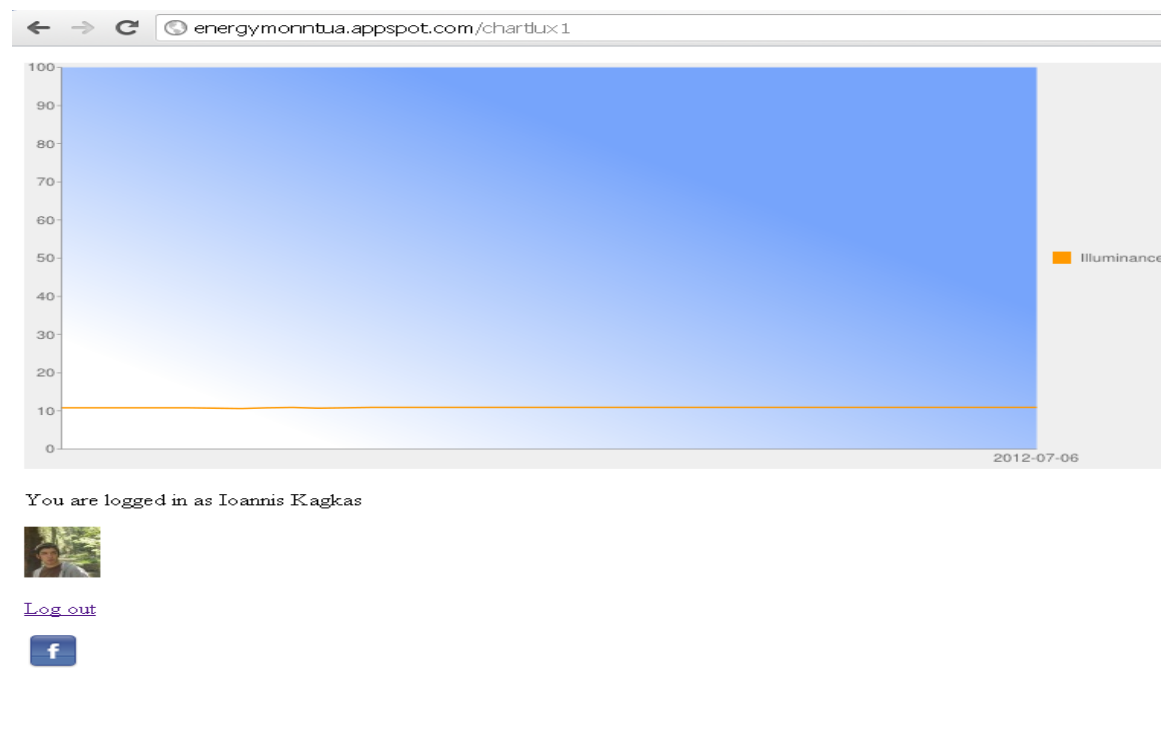 energymonntua.appspot.com/chartlux1
100
90
80
70
60
50
40
30
20
10
0
Illuminance
2012-07-06
You are logged in as Ioannis Kagkas
Log out
f